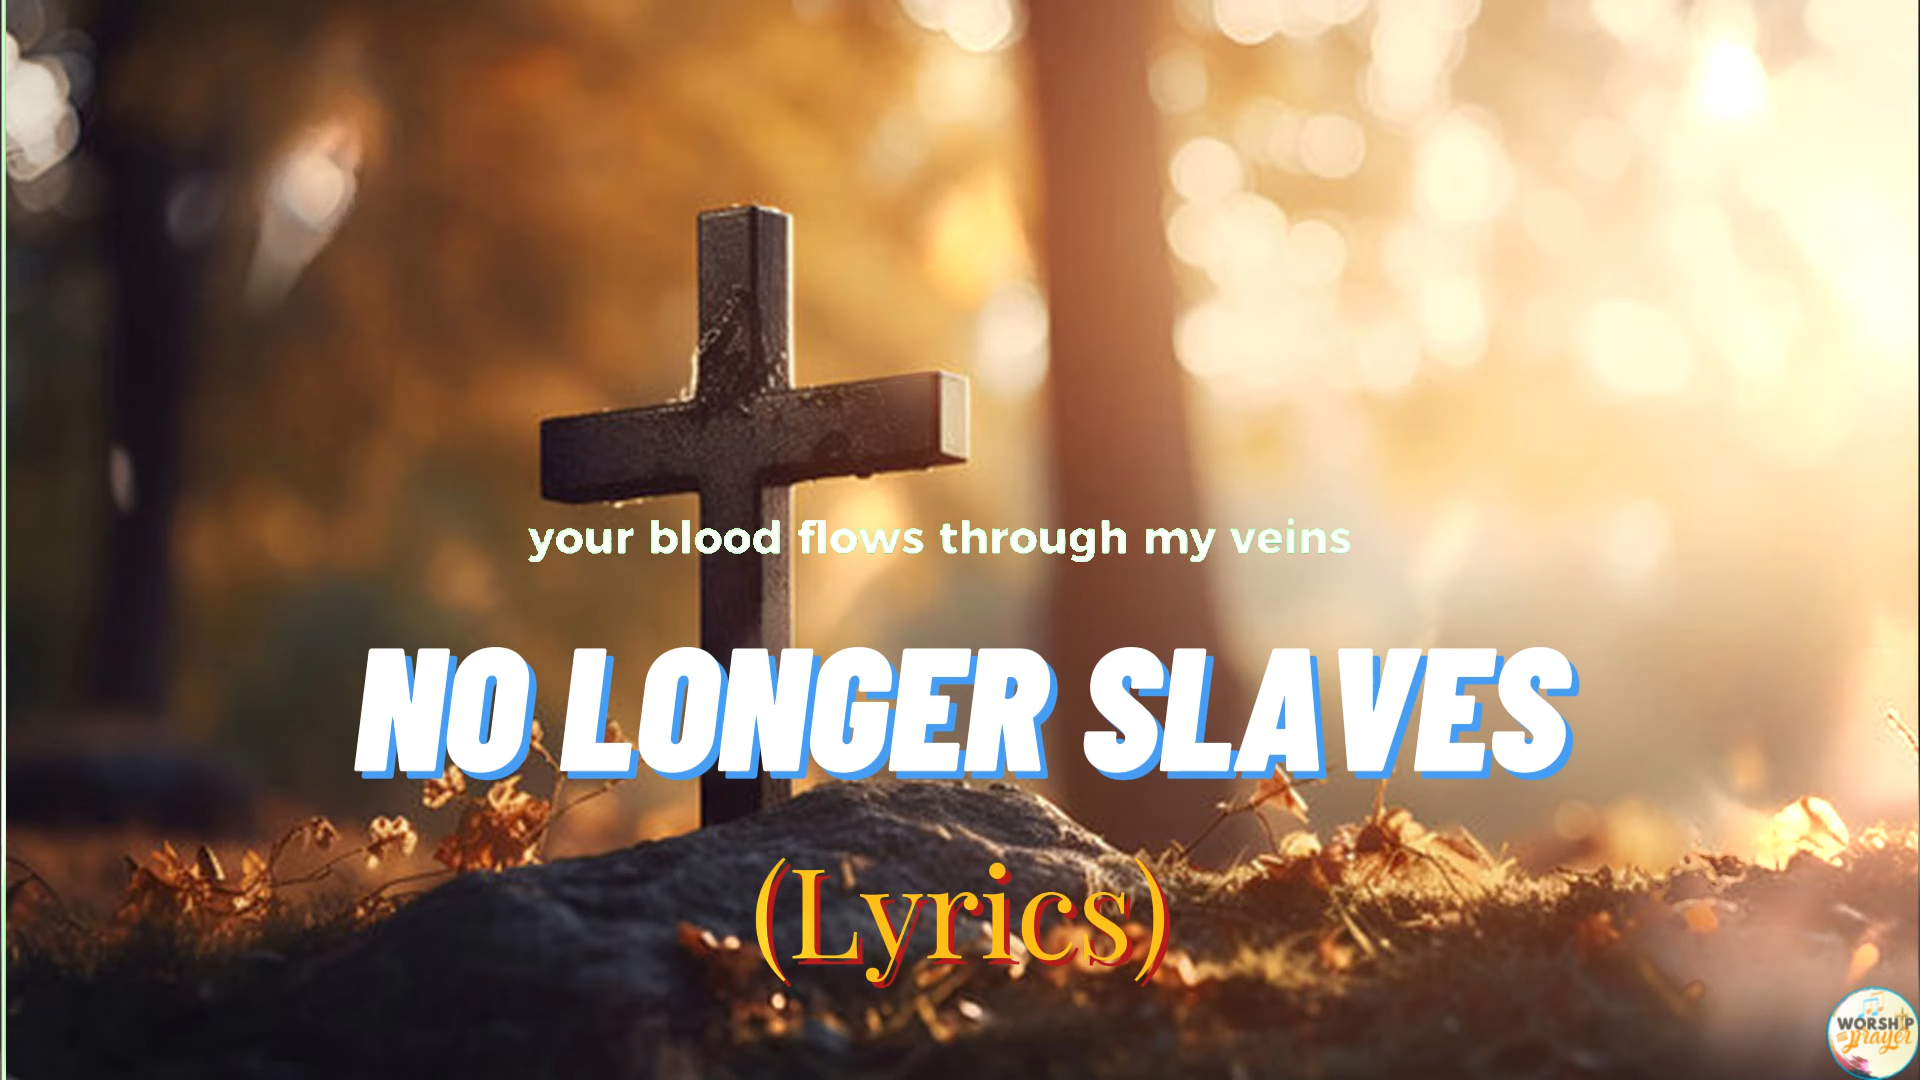 your blood flows through my veins
NO LONGER SLAVES
(Lyrics)
WORSHIP
prayer